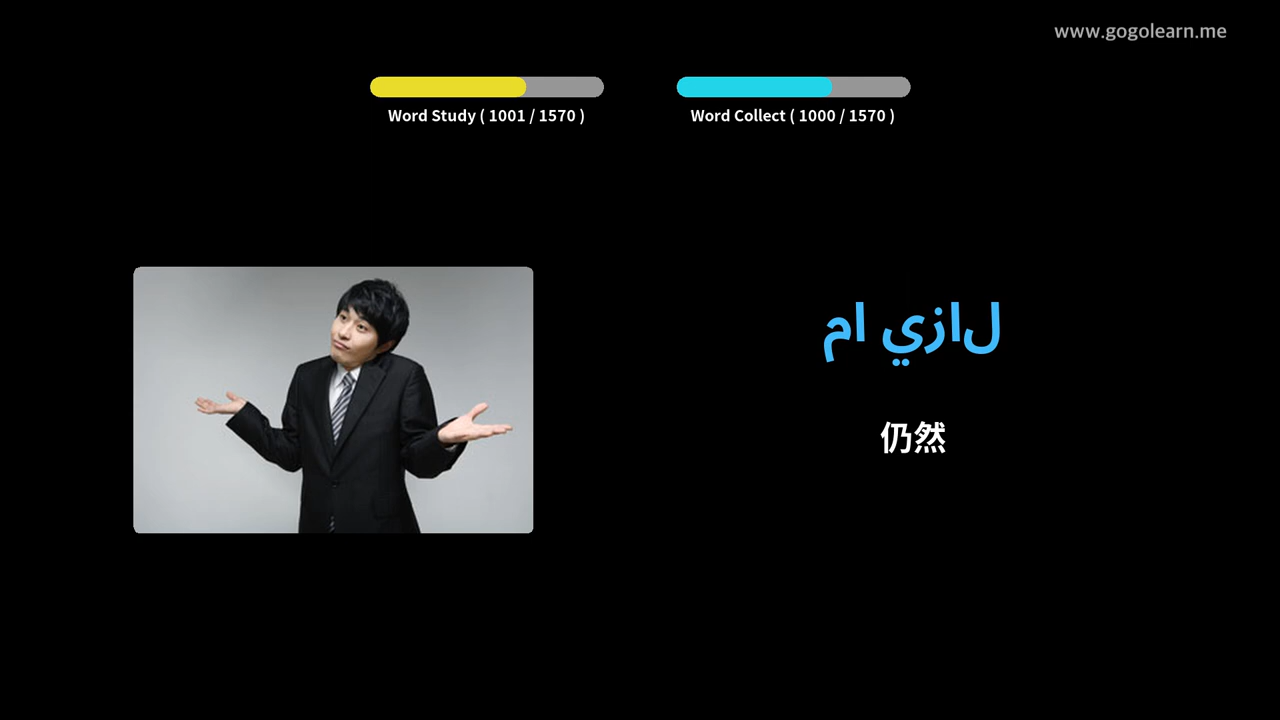 www.gogolearn.me
Word Study ( 1001 / 1570 )
Word Collect ( 1000 / 1570 )
لازي ام
仍然